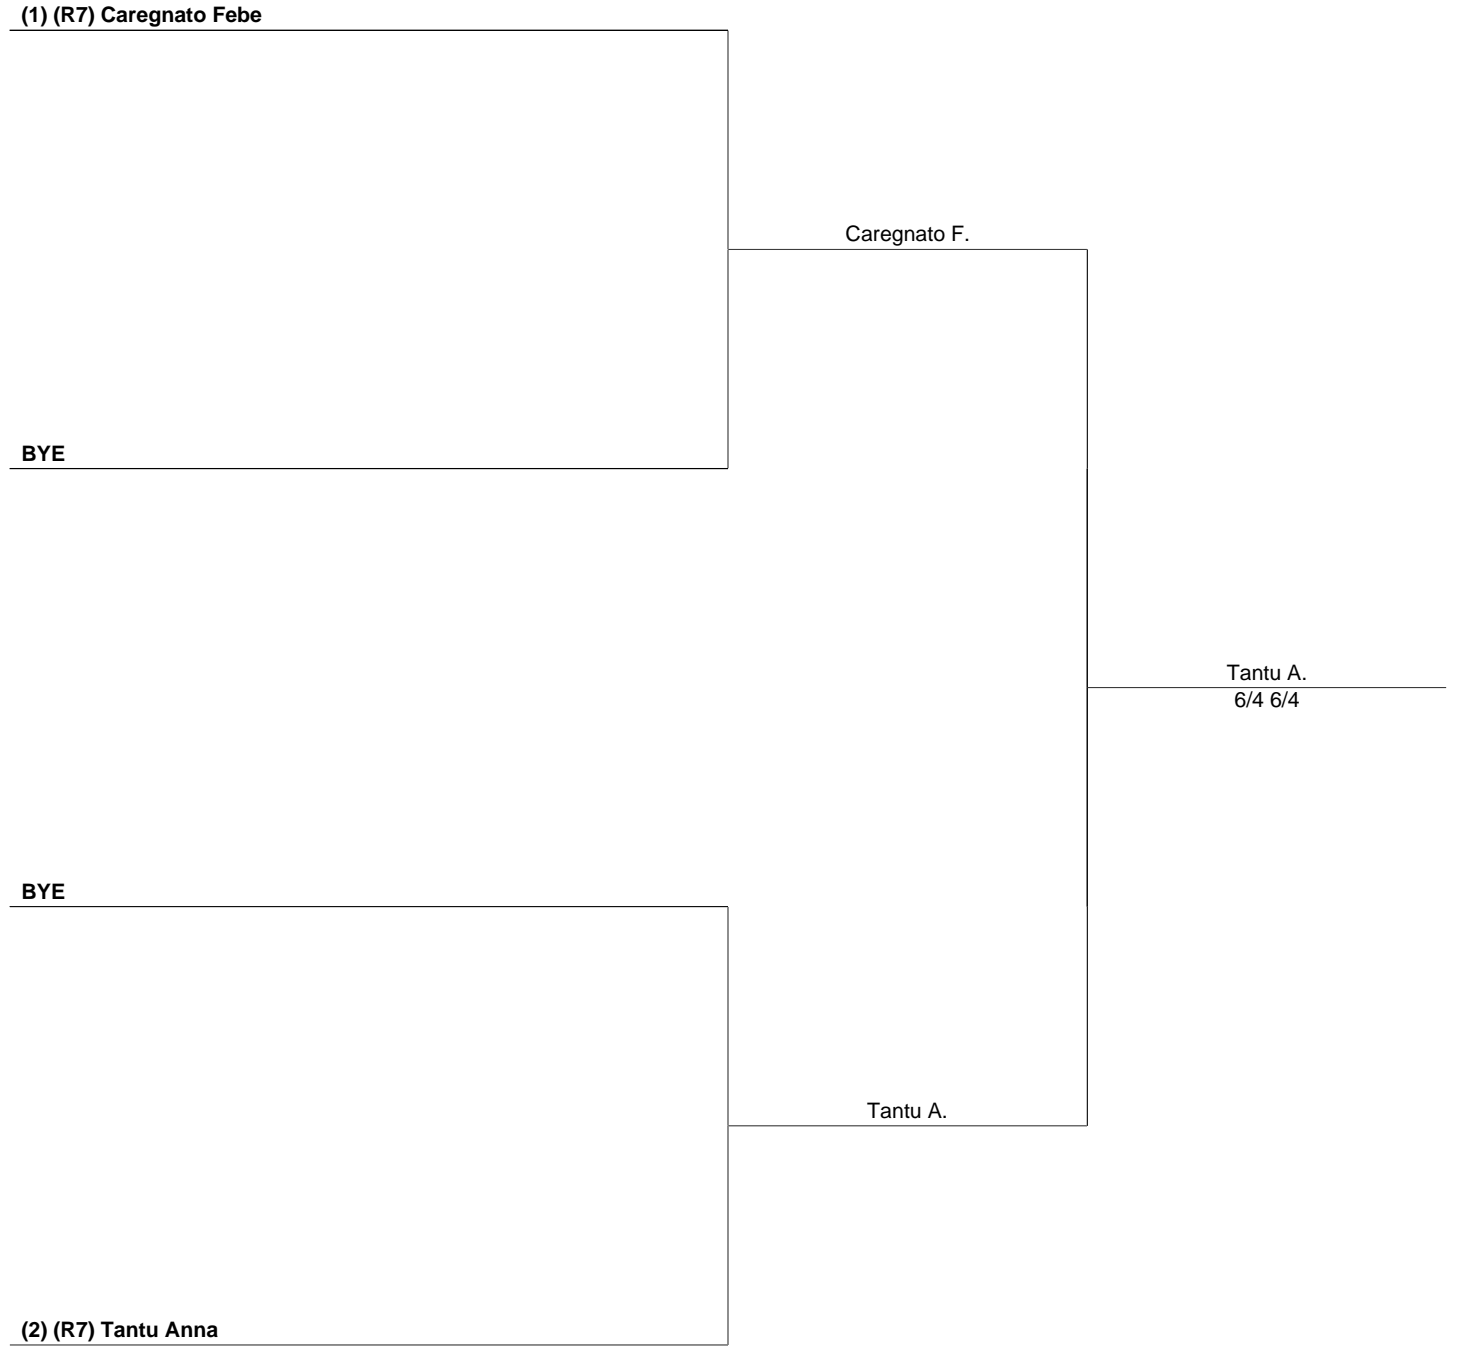 (1) (R7) Caregnato Febe
Caregnato F.
BYE
Tantu A.
6/4 6/4
BYE
Tantu A.
(2) (R7) Tantu Anna